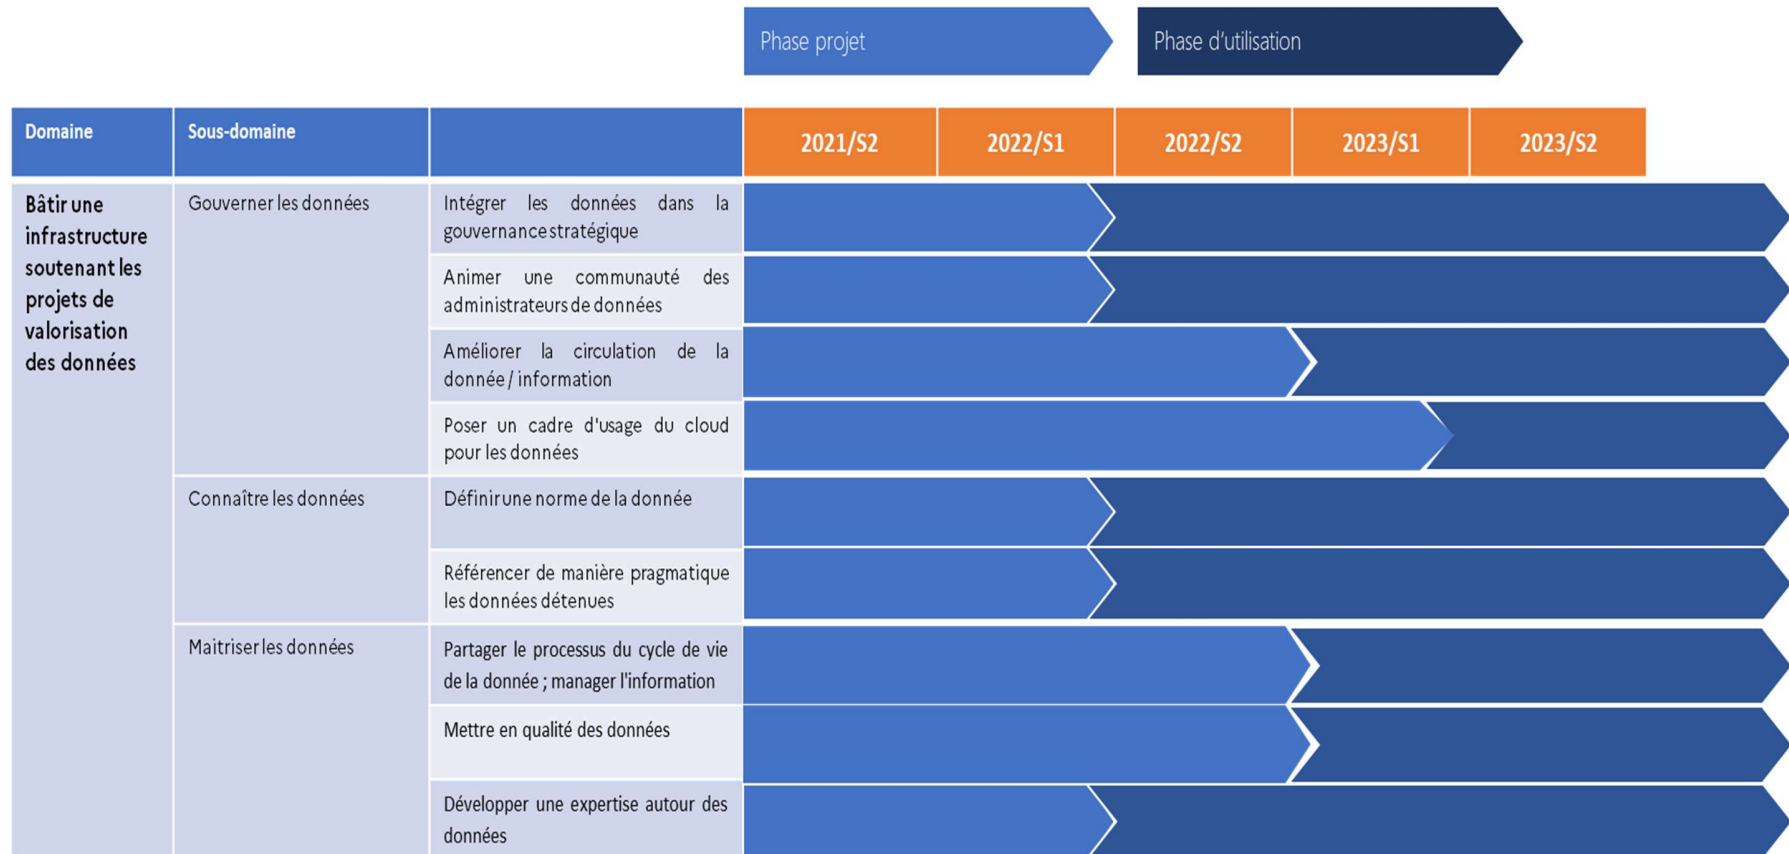 Phase projet
Phase d'utilisation
Domaine
Sous-domaine
2021/S2
2022/S1
2022/S2
2023/S1
2023/S2
Bâtir une
infrastructure
soutenant les
projets de
valorisation
des données
Gouverner les données
Intégrer les données dans la
gouvernance stratégique
Animer une communauté des
administrateurs de données
Améliorer la circulation de la
donnée / information
Poser un cadre d'usage du cloud
pour les données
Connaître les données
Définir une norme de la donnée
Référencer de manière pragmatique
les données détenues
Maitriser les données
Partager le processus du cycle de vie
de la donnée ; manager l'information
Mettre en qualité des données
Développer une expertise autour des
données